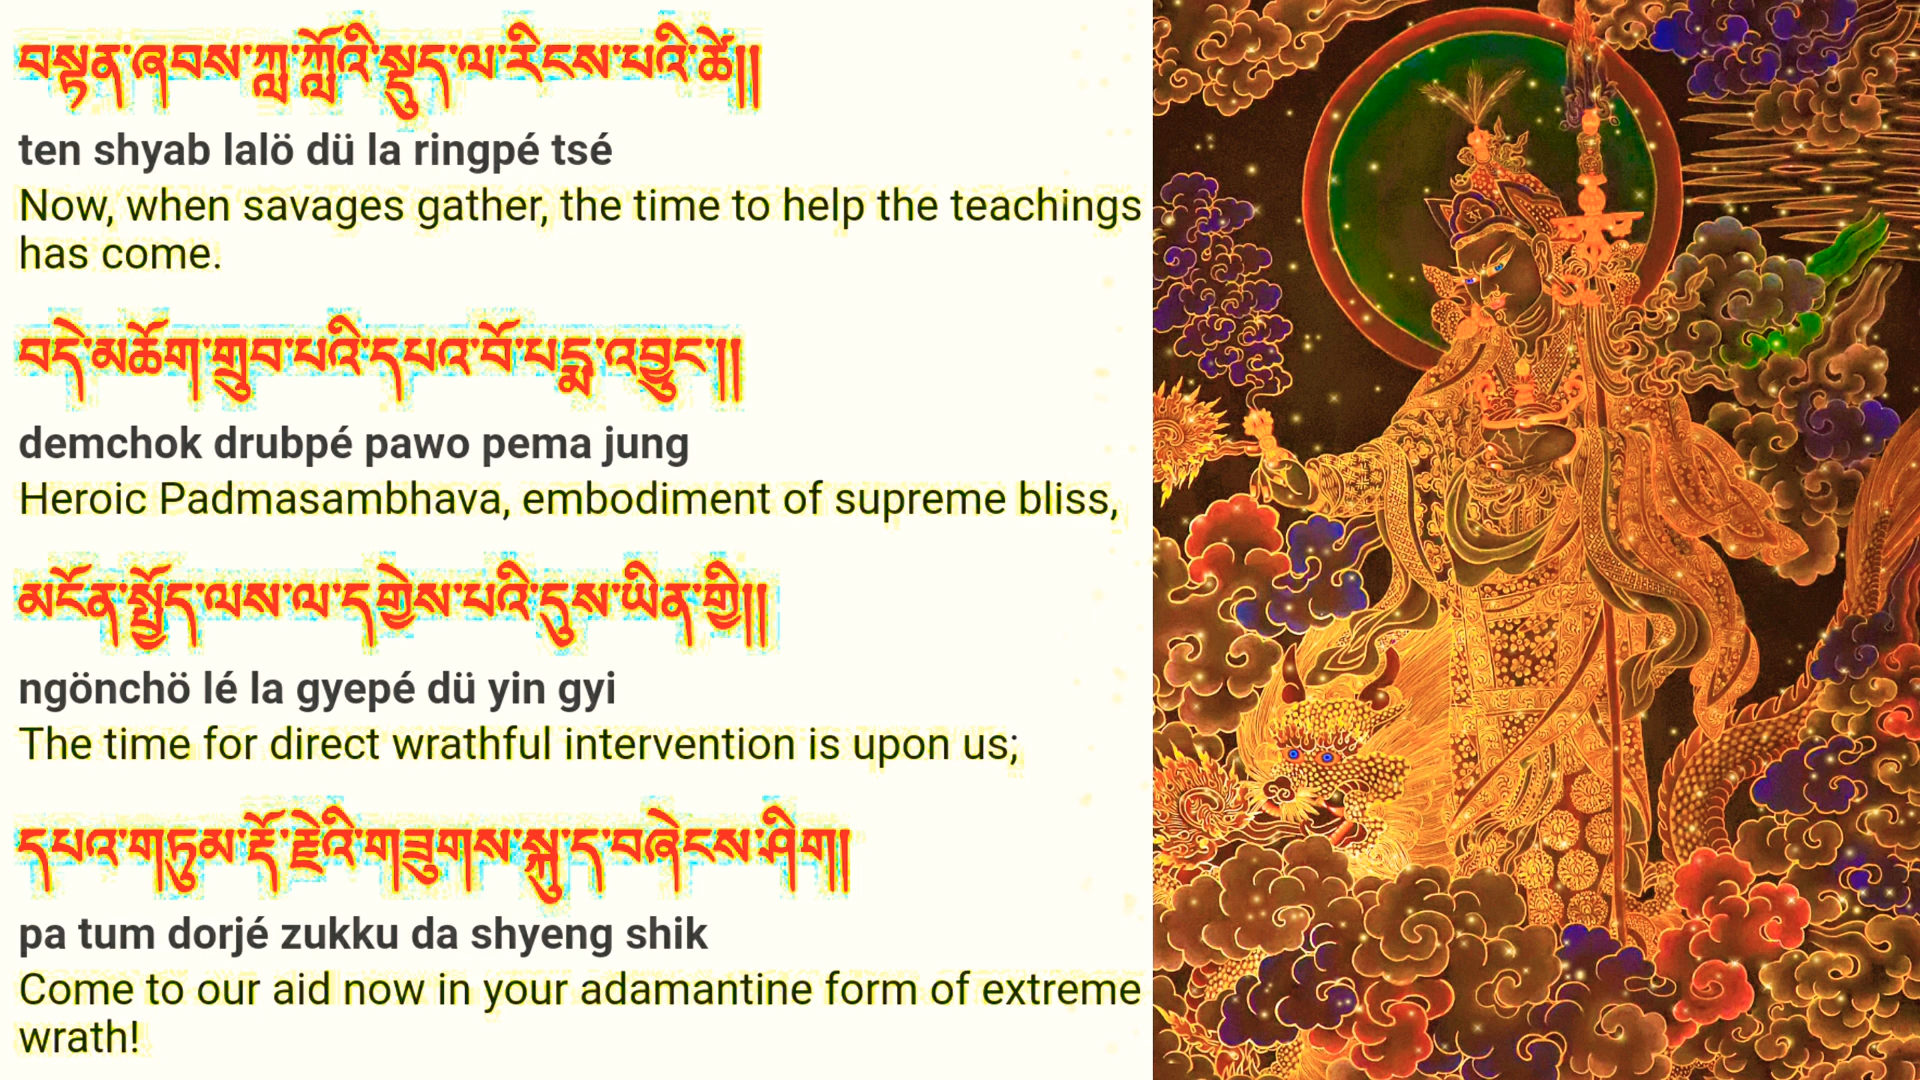 བསྟན་ཞབས་ཀླ་ཀློའི་སྡུད་ལ་རིངས་པའི་ཚེ།།
ten shyab lalö dü la ringpé tsé
Now, when savages gather, the time to help the teachings
has come.
བདེ་མཆོག་གྲུབ་པའི་དཔའ་བོ་པདྨ་འབྱུང་།།
demchok drubpé pawo pema jung
Heroic Padmasambhava, embodiment of supreme bliss,
མངོན་སྤྱོད་ལས་ལ་དགྱེས་པའི་དུས་ཡིན་གྱི།།
ngönchö lé la gyepé dü yin gyi
The time for direct wrathful intervention is upon us;
དཔའ་གཏུམ་རྡོ་རྗེའི་གཟུགས་སྐུ་ད་བཞེངས་ཤིག།
pa tum dorjé zukku da shyeng shik
Come to our aid now in your adamantine form of extreme
wrath!